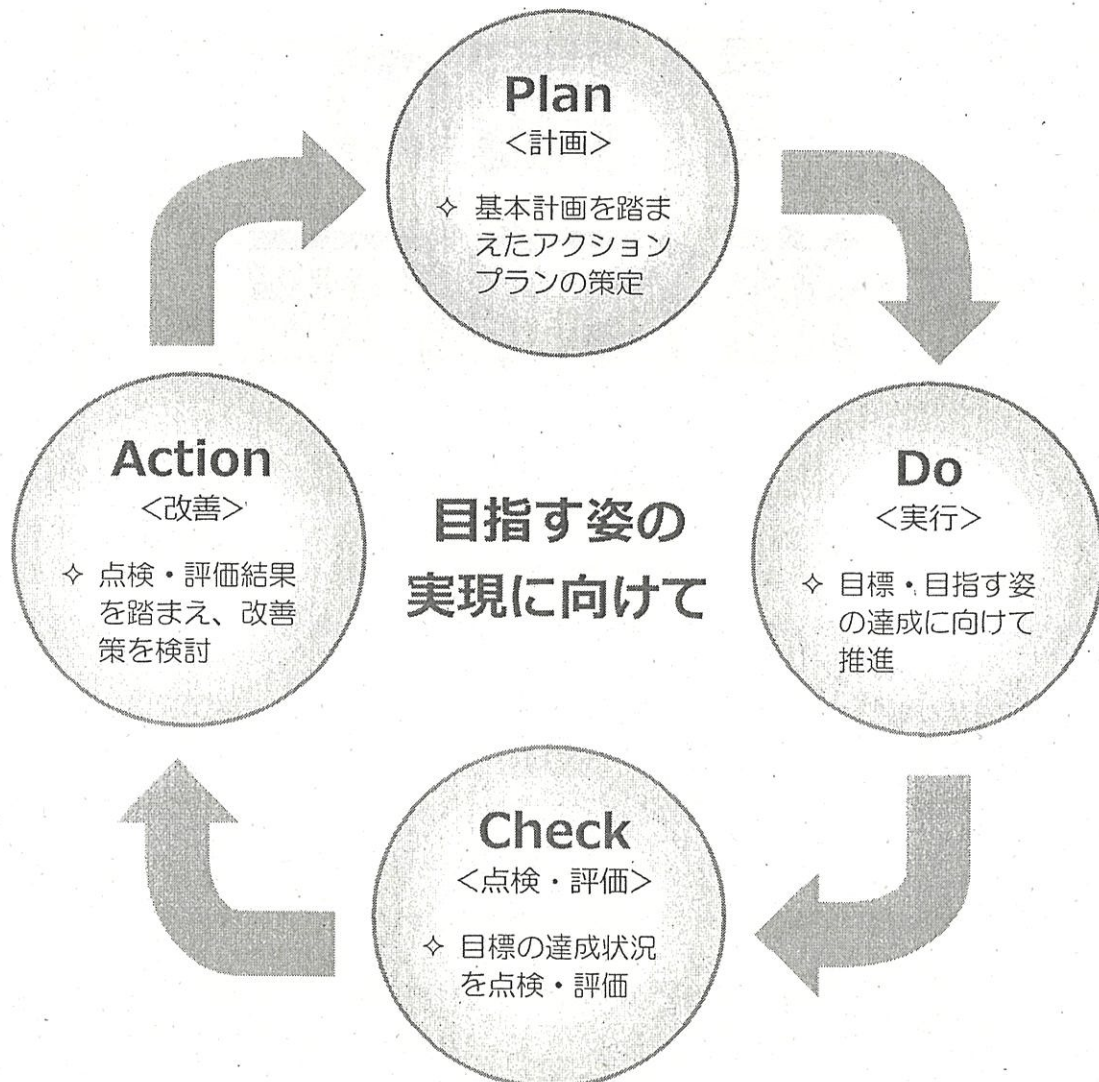 Plan
<計画>
✧ 基本計画を踏ま
えたアクション
プランの策定
Action
<改善>
✧ 点検・評価結果
を踏まえ、改善
策を検討
目指す姿の
実現に向けて
Do
<実行>
✧ 目標・目指す姿
の達成に向けて
推進
Check
<点検・評価>
✧ 目標の達成状況
を点検・評価